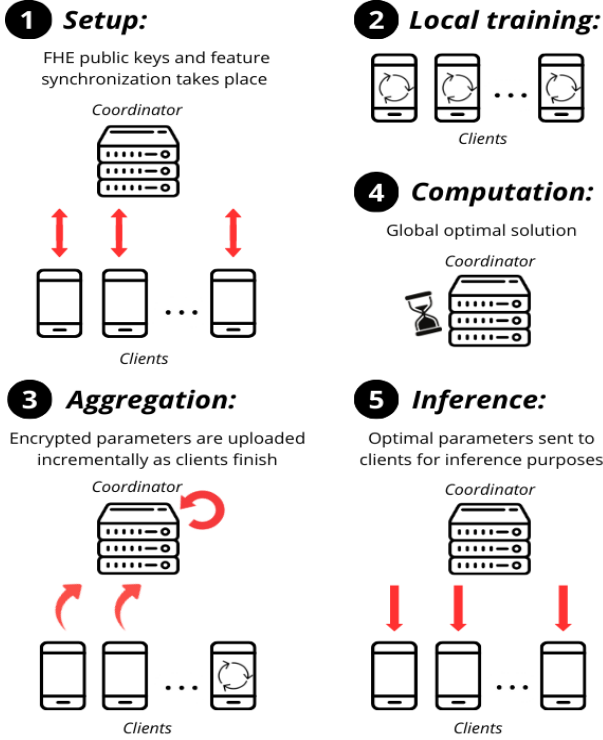 1 Setup:
FHE public keys and feature
synchronization takes place
Coordinator
...
Clients
2 Local training:
...
Clients
3 Aggregation:
Encrypted parameters are uploaded
incrementally as clients finish
Coordinator
...
Clients
4 Computation:
Global optimal solution
Coordinator
5 Inference:
Optimal parameters sent to
clients for inference purposes
Coordinator
...
Clients